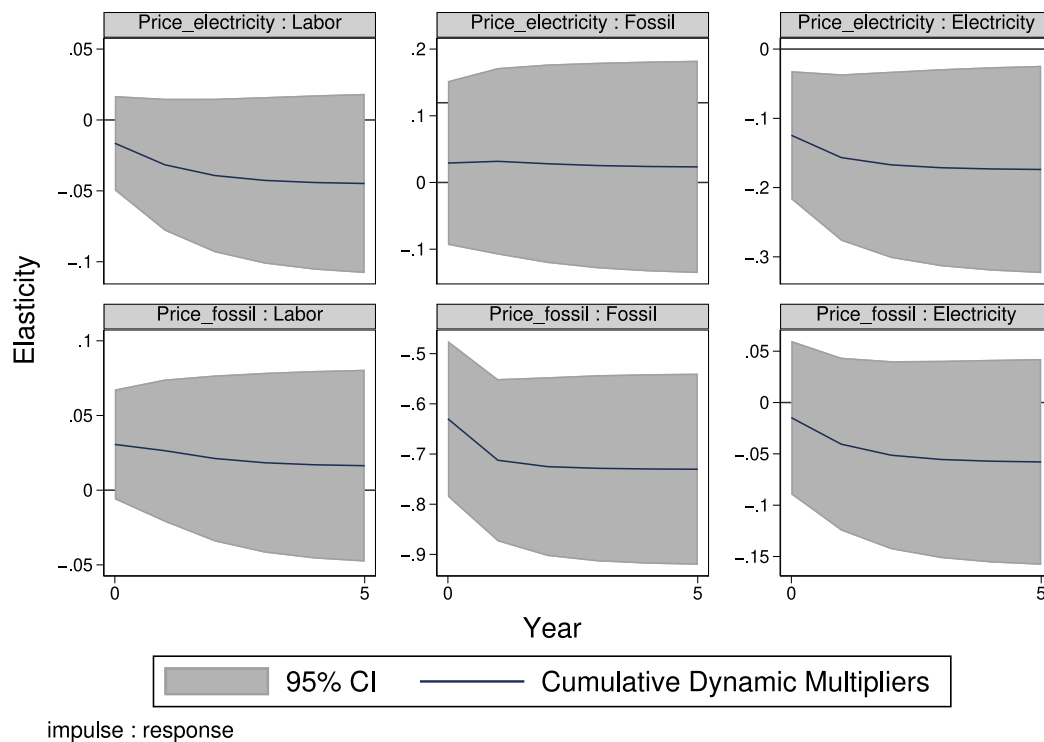 Price_electricity : Labor
Price_electricity : Fossil
Price_electricity : Electricity
.05
0
-.05
-.1
.2
.1
0
-.1
0
-.1
-.2
-.3
Elasticity
Price_fossil : Labor
Price_fossil : Fossil
Price_fossil : Electricity
.1
.05
0
-.05
-.5
-.6
-.7
-.8
-.9
.05
0
-.05
-.1
-.15
0 5
0 5
0 5
Year
95% CI
Cumulative Dynamic Multipliers
impulse : response